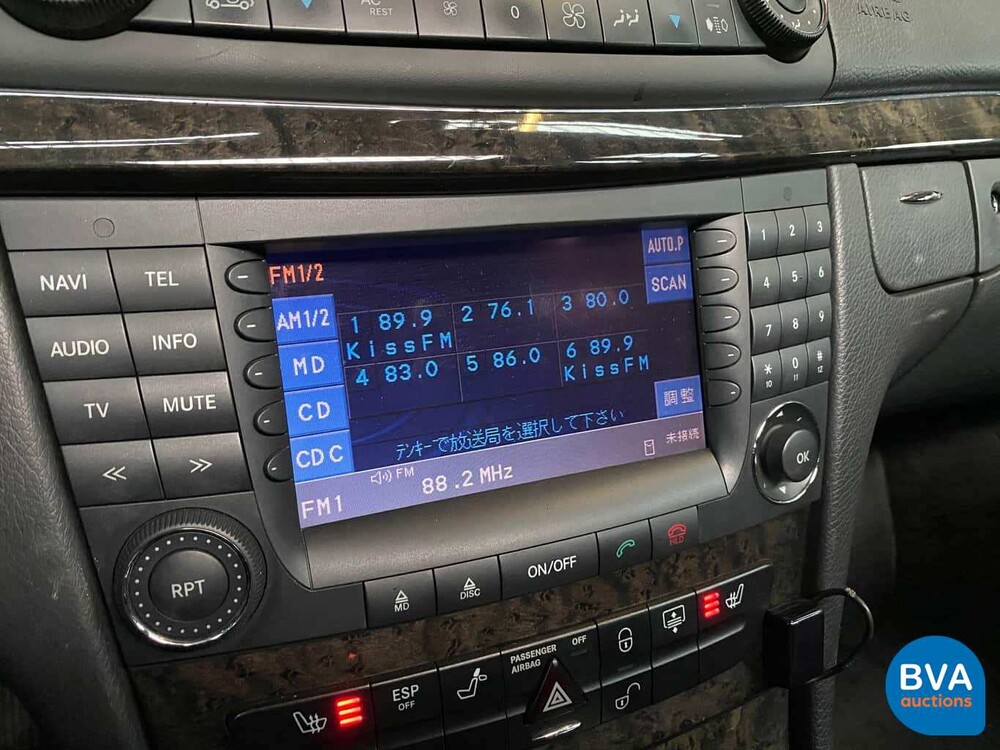 AC
REST
0
AIRBAG
NAVI
TEL
AUDIO
INFO
TV
MUTE
RPT
FM1/2
AM1/2
MD
CD
CDC
AUTO.P
SCAN
調整
1 89.9
KissFM
2 76.1
3 80.0
4 83.0
5 86.0
6 89.9
KissFM
テンキーで放送局を選択して下さい
FM
未接続
FM1
88.2 MHz
1 2 3
4 5 6
7 8 9
* 0 #
10 11 12
OK
MD
DISC
ON/OFF
HLD
ESP
OFF
PASSENGER
AIRBAG
OFF
BVA
auctions